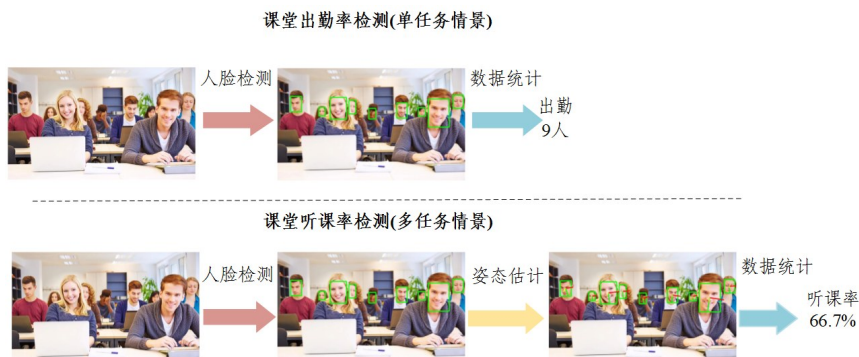 课堂出勤率检测(单任务情景)
人脸检测
数据统计
出勤
9人
课堂听课率检测(多任务情景)
人脸检测
姿态估计
数据统计
听课率
66.7%